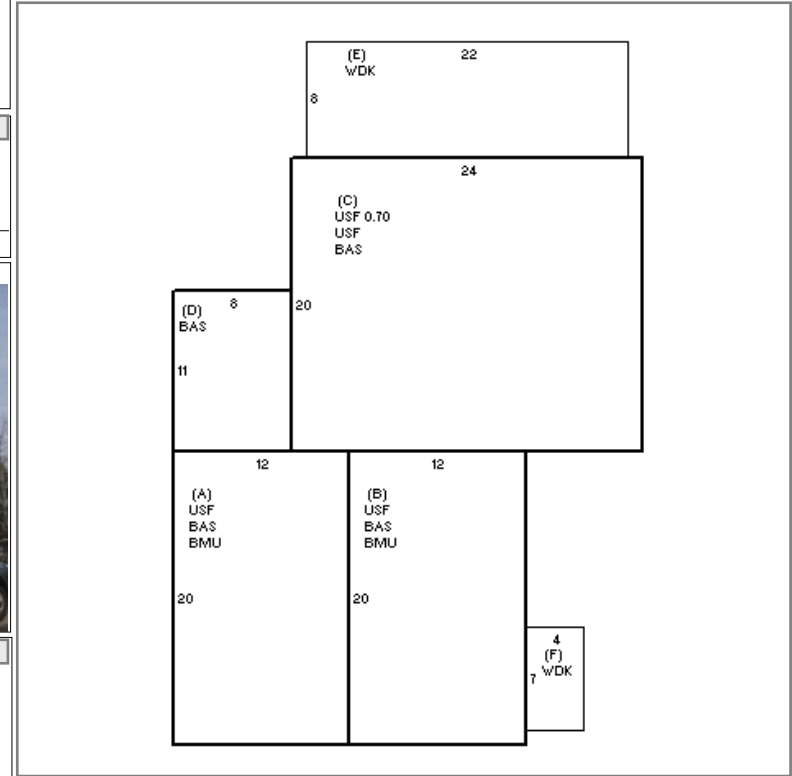 (E) 22
WDK
8
24
(C)
USF 0.70
USF
BAS
20
(D) 8
BAS
11
12
(A)
USF
BAS
BMU
20
12
(B)
USF
BAS
BMU
20
4
(F)
7 WDK